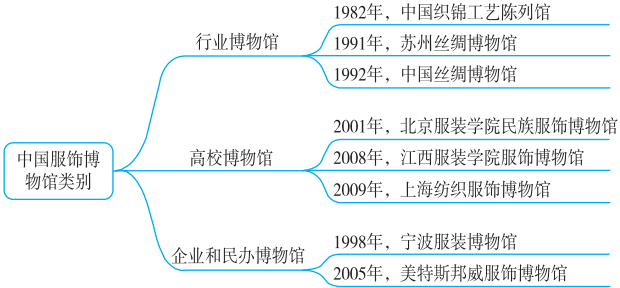 中国服饰博
物馆类别
行业博物馆
1982年，中国织锦工艺陈列馆
1991年，苏州丝绸博物馆
1992年，中国丝绸博物馆
高校博物馆
2001年，北京服装学院民族服饰博物馆
2008年，江西服装学院服饰博物馆
2009年，上海纺织服饰博物馆
企业和民办博物馆
1998年，宁波服装博物馆
2005年，美特斯邦威服饰博物馆